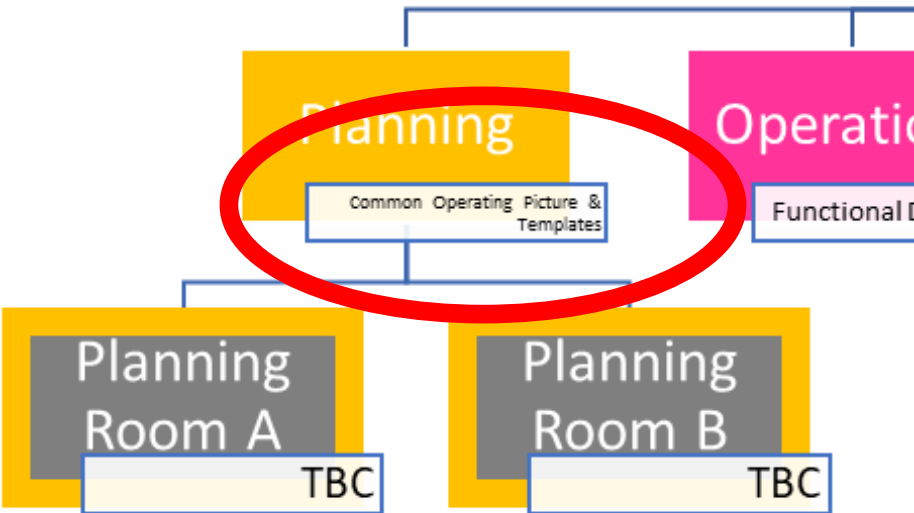 Planning
Operatio
Common Operating Picture &
Templates
Functional D
Planning
Room A
TBC
Planning
Room B
TBC